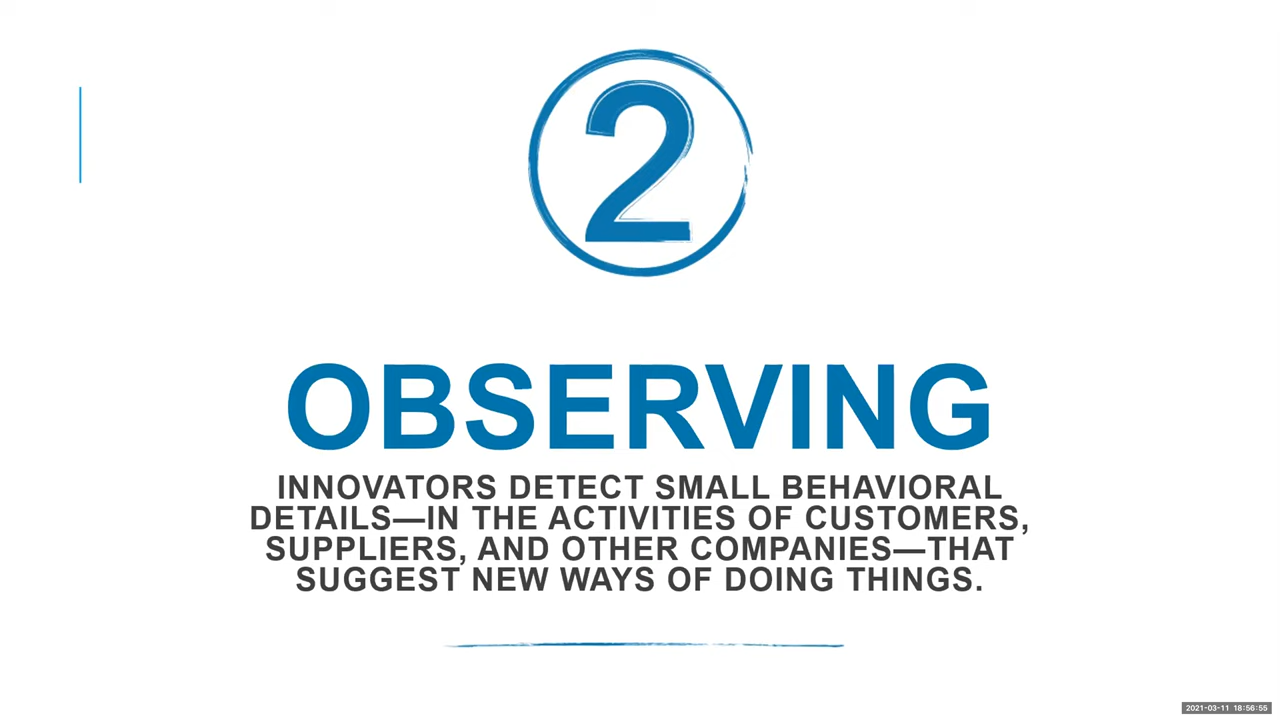 2
OBSERVING
INNOVATORS DETECT SMALL BEHAVIORAL
DETAILS—IN THE ACTIVITIES OF CUSTOMERS,
SUPPLIERS, AND OTHER COMPANIES—THAT
SUGGEST NEW WAYS OF DOING THINGS.
2021-03-11 18:56:55